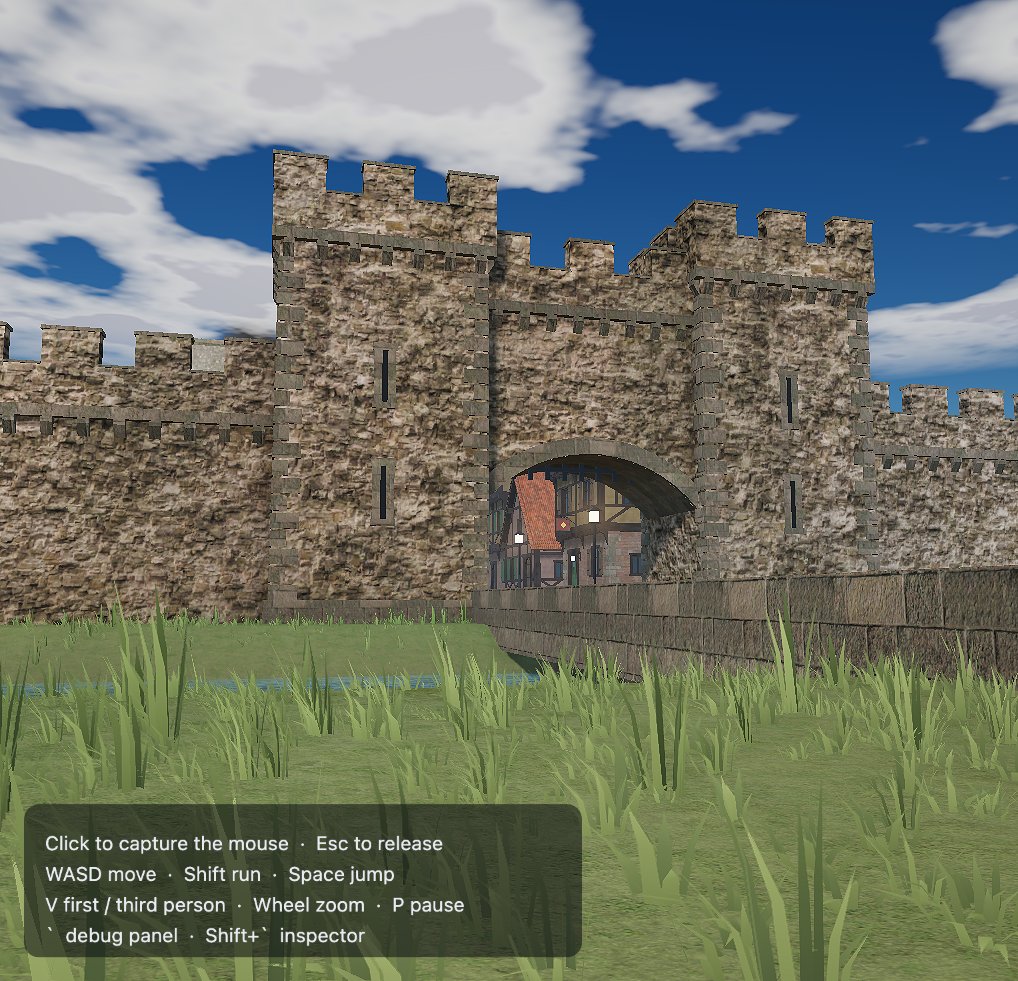 Click to capture the mouse · Esc to release
WASD move · Shift run · Space jump
V first / third person · Wheel zoom · P pause
` debug panel · Shift+` inspector